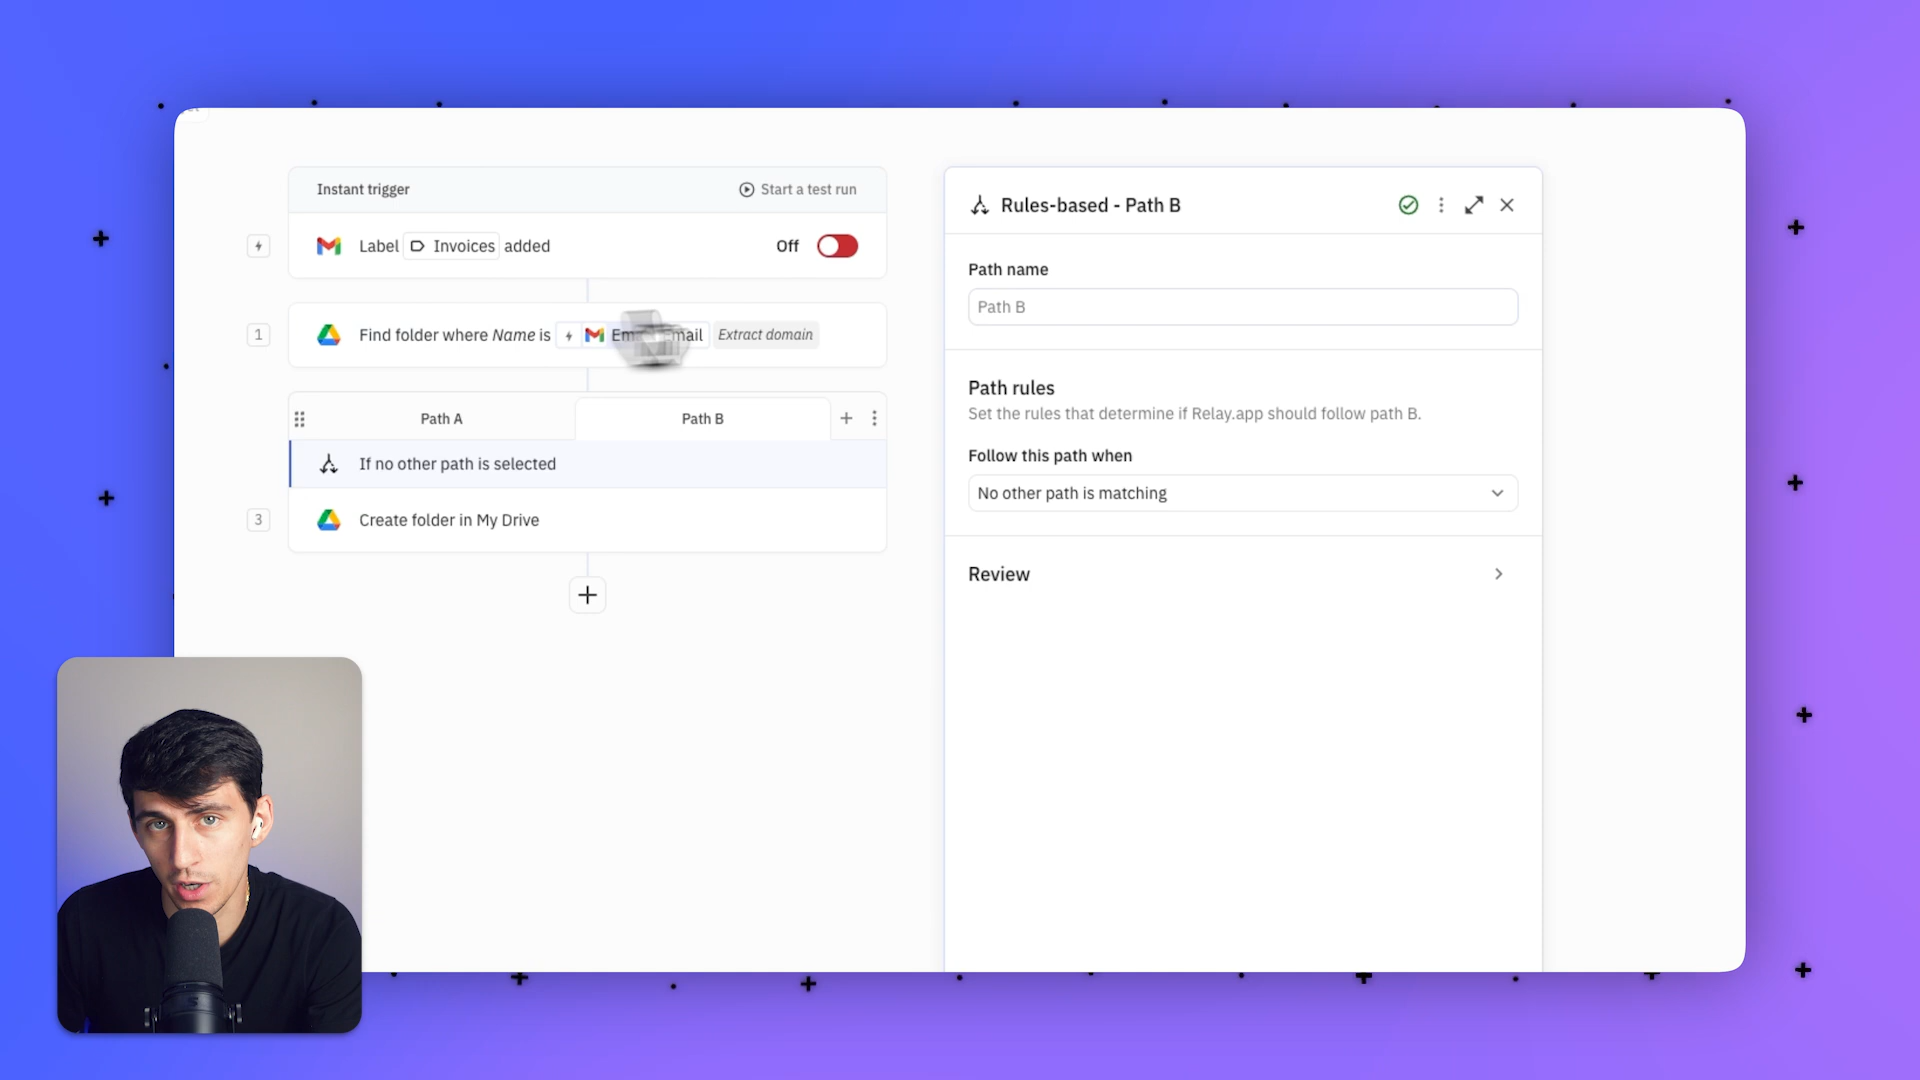 Instant trigger
Start a test run
Label Invoices added
Off
1
Find folder where Name is Extract domain
Path A
Path B
If no other path is selected
3
Create folder in My Drive
Rules-based - Path B
Path name
Path B
Path rules
Set the rules that determine if Relay.app should follow path B.
Follow this path when
No other path is matching
Review